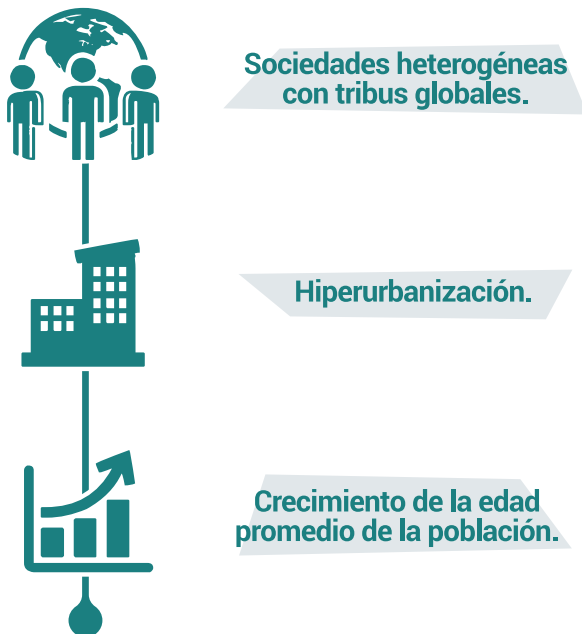 Sociedades heterogéneas
con tribus globales.
Hiperurbanización.
Crecimiento de la edad
promedio de la población.